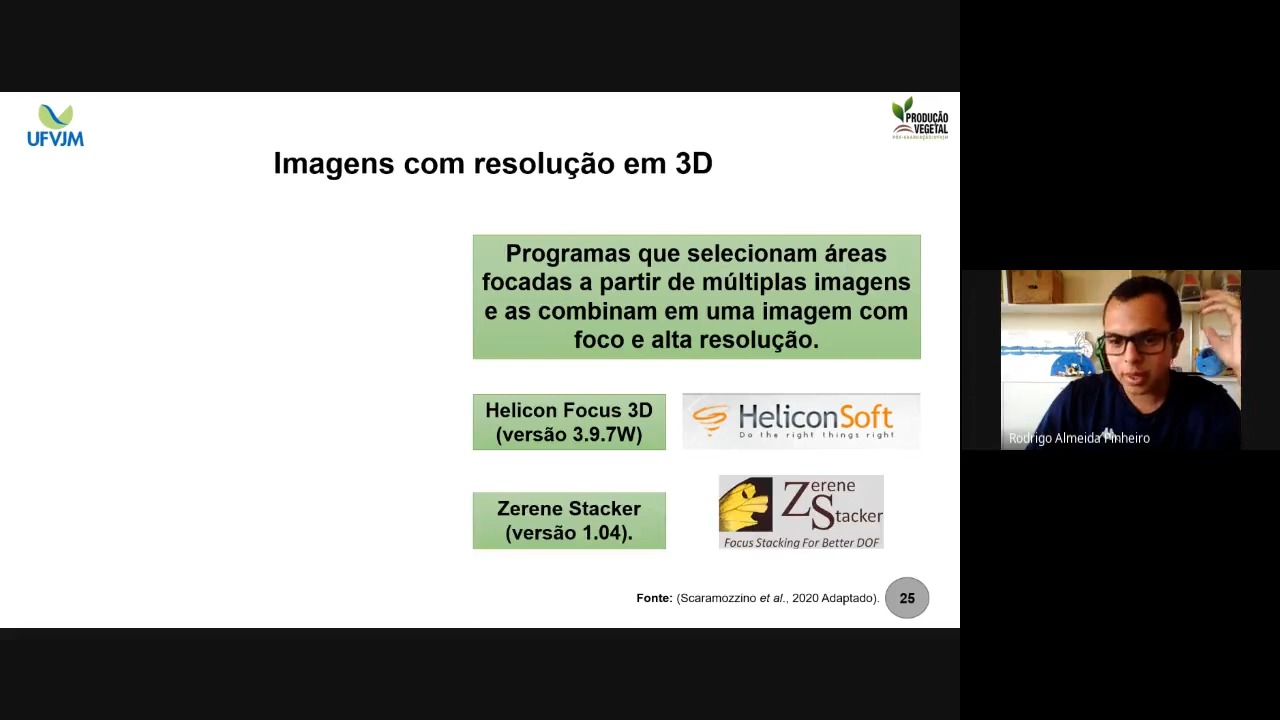 UFVJM
PRODUÇÃO
VEGETAL
Imagens com resolução em 3D
Programas que selecionam áreas
focadas a partir de múltiplas imagens
e as combinam em uma imagem com
foco e alta resolução.
Helicon Focus 3D
(versão 3.9.7W)
HeliconSoft
Do the right things right
Zerene Stacker
(versão 1.04).
Zerene
Stacker
Focus Stacking For Better DOF
Fonte: (Scaramozzino et al., 2020 Adaptado).
25
Rodrigo Almeida Pinheiro